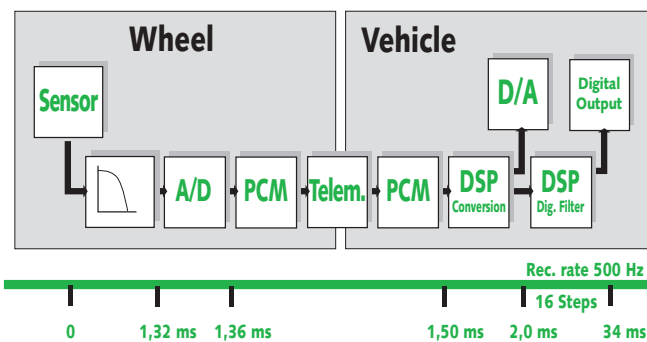 Wheel
Vehicle
Sensor
D/A
Digital
Output
A/D
PCM
Telem.
PCM
DSP
Conversion
DSP
Dig. Filter
Rec. rate 500 Hz
16 Steps
0
1,32 ms
1,36 ms
1,50 ms
2,0 ms
34 ms